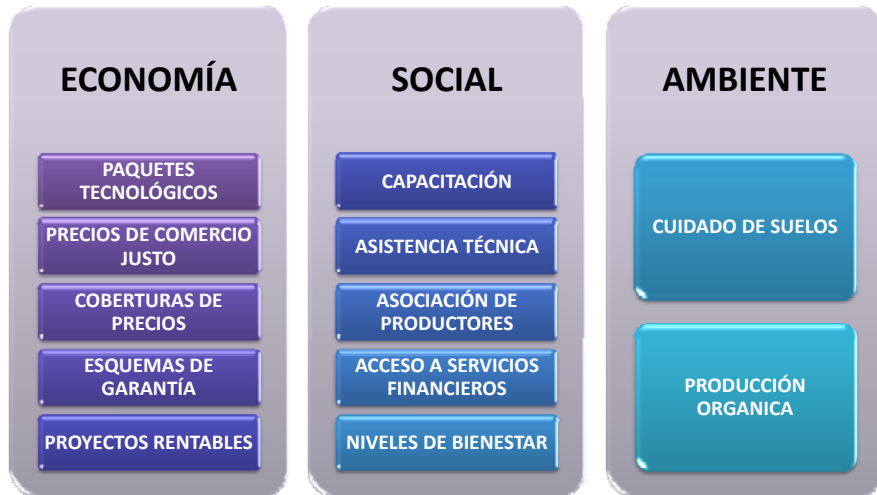 ECONOMÍA
PAQUETES
TECNOLÓGICOS
PRECIOS DE COMERCIO
JUSTO
COBERTURAS DE
PRECIOS
ESQUEMAS DE
GARANTÍA
PROYECTOS RENTABLES
SOCIAL
CAPACITACIÓN
ASISTENCIA TÉCNICA
ASOCIACIÓN DE
PRODUCTORES
ACCESO A SERVICIOS
FINANCIEROS
NIVELES DE BIENESTAR
AMBIENTE
CUIDADO DE SUELOS
PRODUCCIÓN
ORGANICA